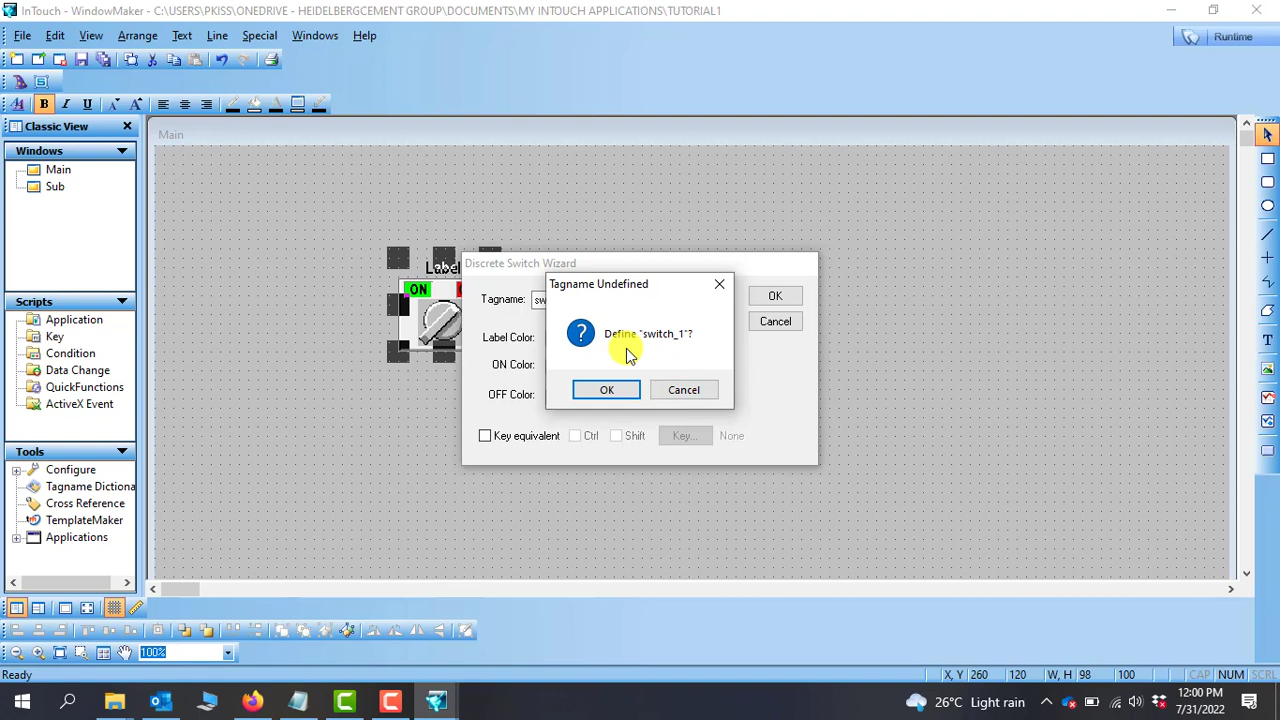 InTouch - WindowMaker - C:\USERS\PKISS\ONEDRIVE - HEIDELBERGCEMENT GROUP\DOCUMENTS\MY INTOUCH APPLICATIONS\TUTORIAL1
File Edit View Arrange Text Line Special Windows Help
Runtime
Classic View
Main
Windows
Main
Sub
Scripts
Application
Key
Condition
Data Change
QuickFunctions
ActiveX Event
Tools
Configure
Tagname Dictiona
Cross Reference
TemplateMaker
Applications
Label
ON
Discrete Switch Wizard
Tagname: sw
Label Color:
ON Color:
OFF Color:
OK
Cancel
Key equivalent Ctrl Shift Key... None
Tagname Undefined
Define "switch_1"?
OK Cancel
100%
Ready X, Y 260 120 W, H 98 100 CAP NUM SCRL
26°C Light rain
12:00 PM
7/31/2022